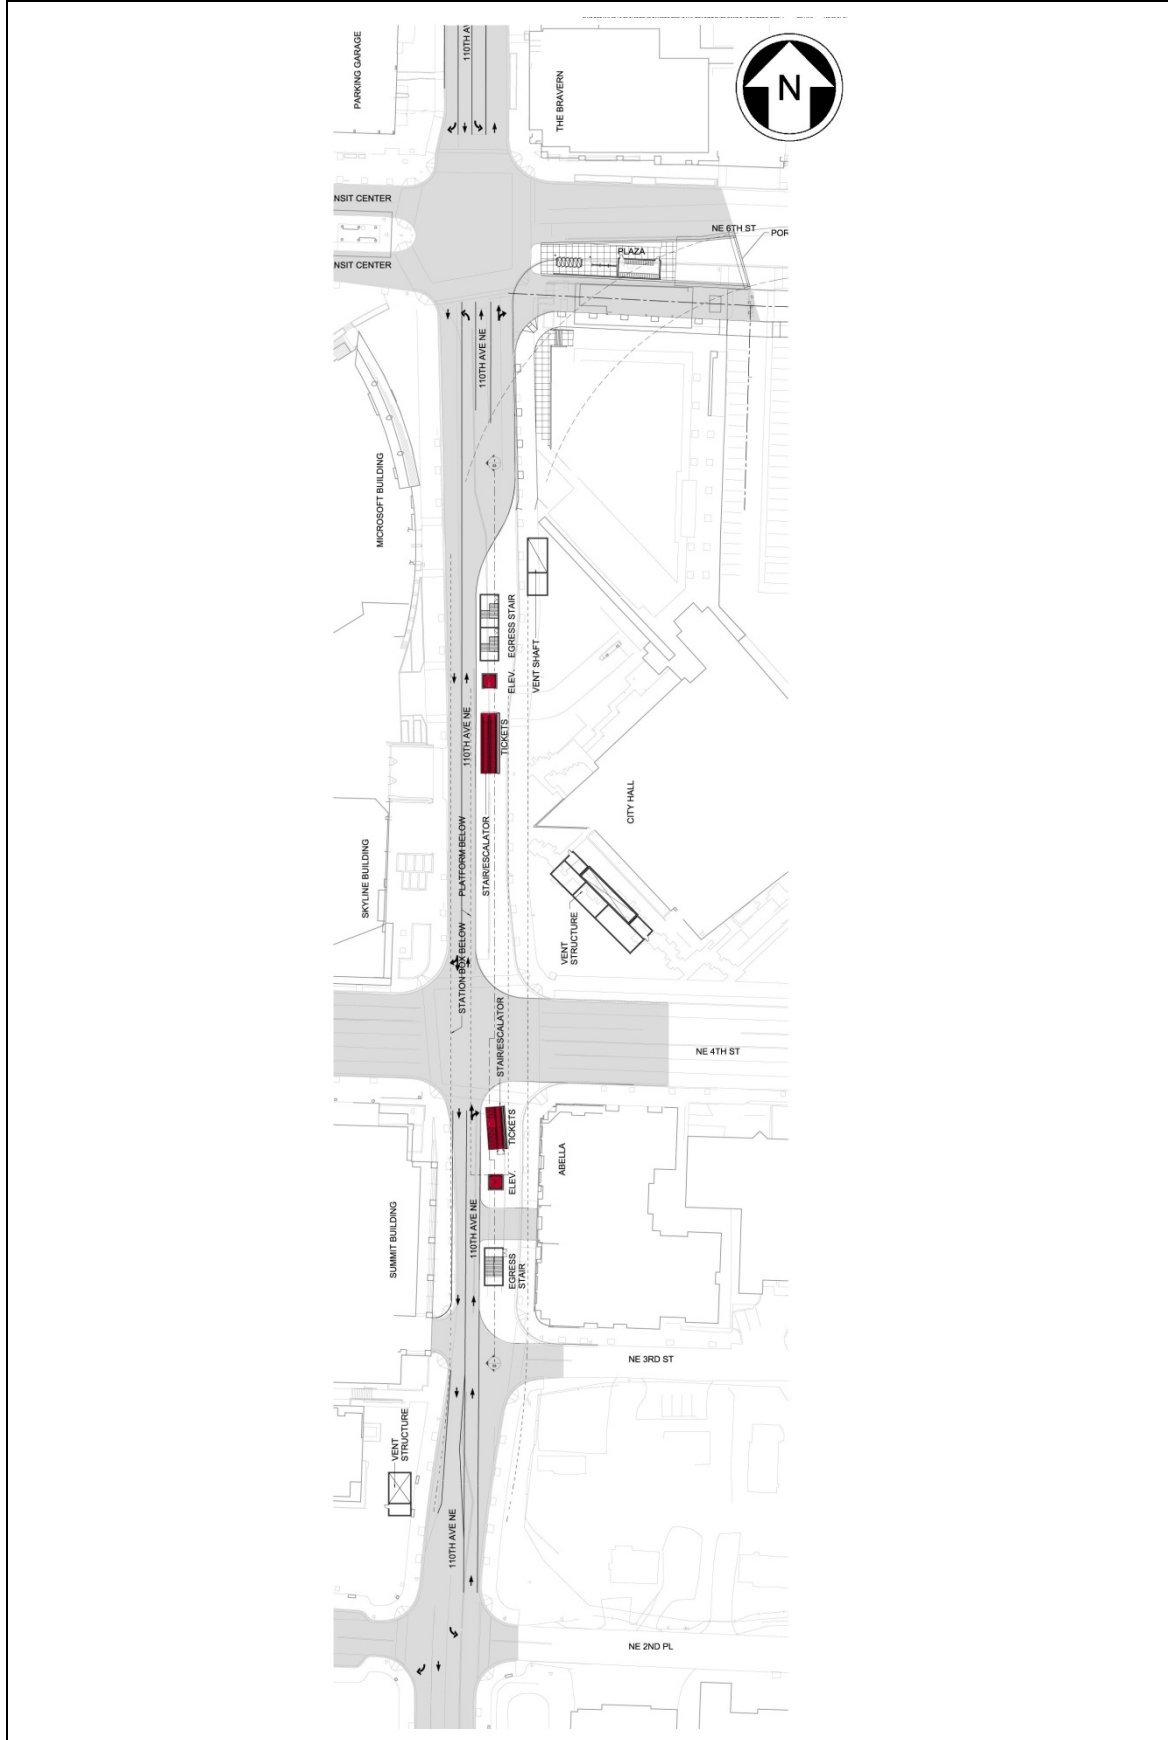 110TH AV
PARKING GARAGE
THE BRAVERN
N
NSIT CENTER
NE 6TH ST
POR
PLAZA
NSIT CENTER
110TH AVE NE
MICROSOFT BUILDING
EGRESS STAIR
ELEV.
VENT SHAFT
110TH AVE NE
TICKETS
CITY HALL
PLATFORM BELOW
STAIR/ESCALATOR
SKYLINE BUILDING
STATION BOX BELOW
VENT
STRUCTURE
STAIR/ESCALATOR
NE 4TH ST
TICKETS
ABELLA
ELEV.
SUMMIT BUILDING
110TH AVE NE
EGRESS
STAIR
NE 3RD ST
VENT
STRUCTURE
110TH AVE NE
NE 2ND PL